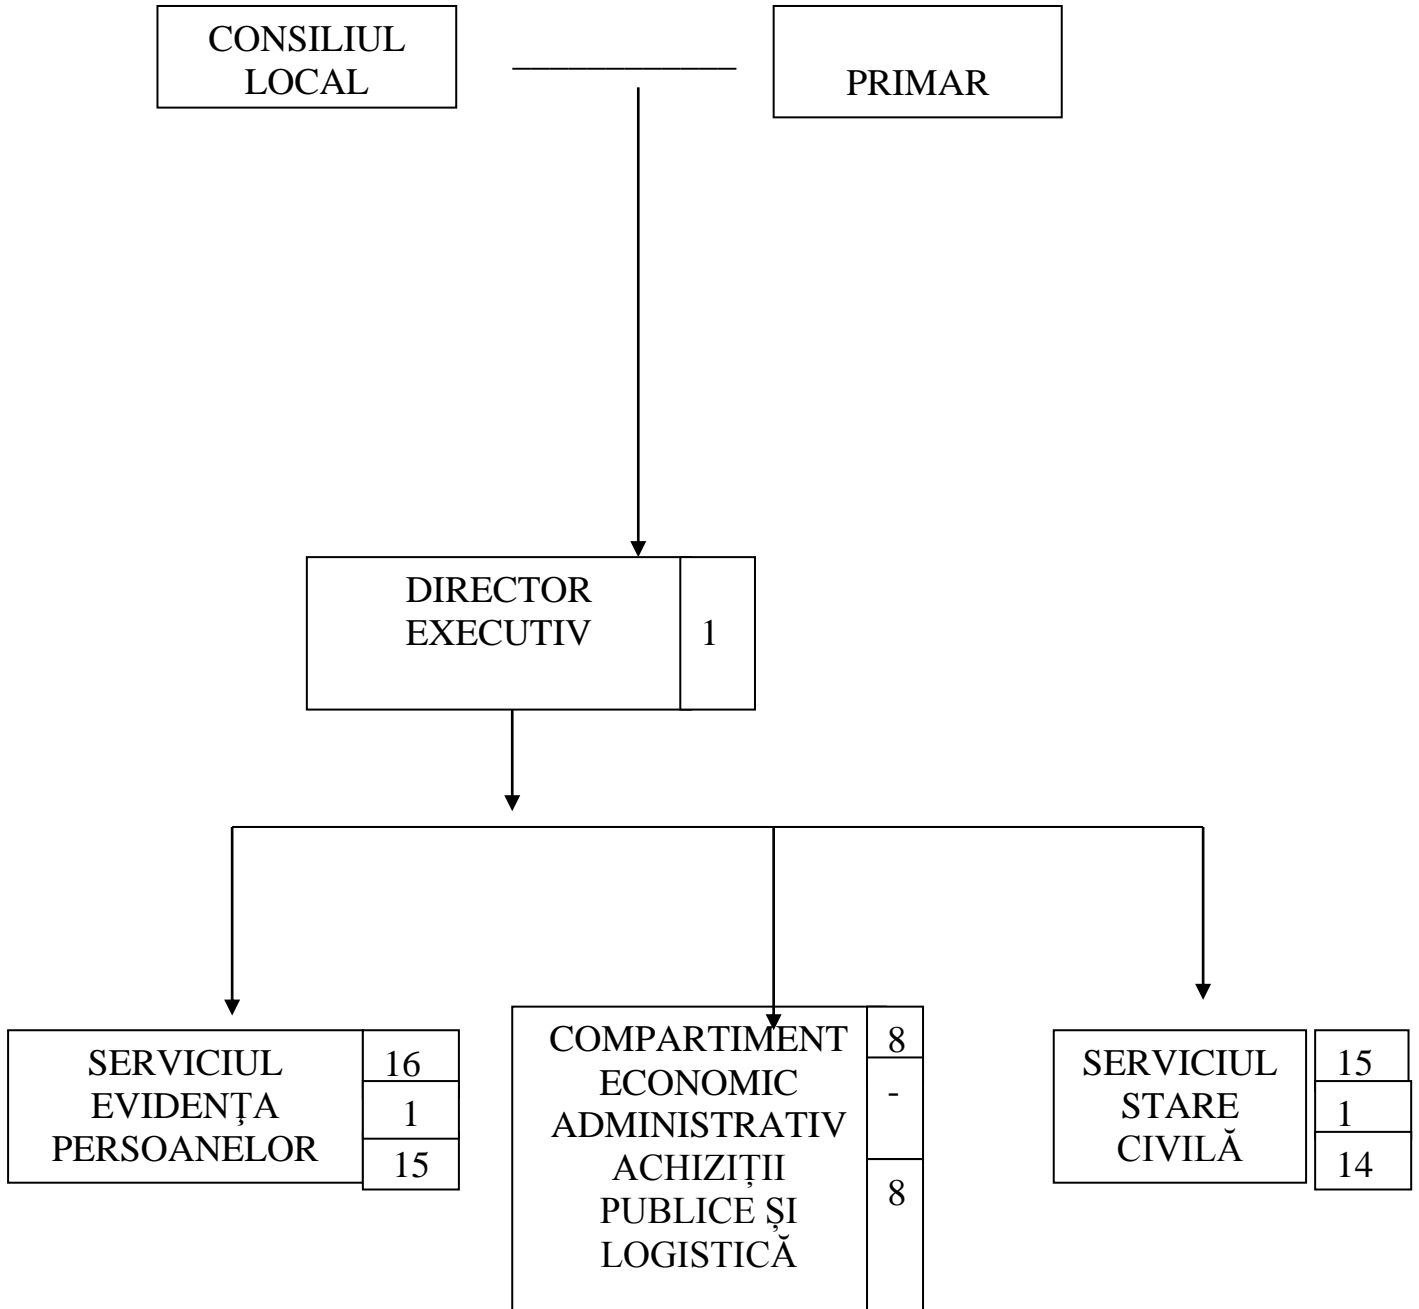 CONSILIUL
LOCAL
PRIMAR
DIRECTOR
EXECUTIV
1
SERVICIUL
EVIDENȚA
PERSOANELOR
16
1
15
COMPARTIMENT
ECONOMIC
ADMINISTRATIV
ACHIZIȚII
PUBLICE ȘI
LOGISTICĂ
8
-
8
SERVICIUL
STARE
CIVILĂ
15
1
14